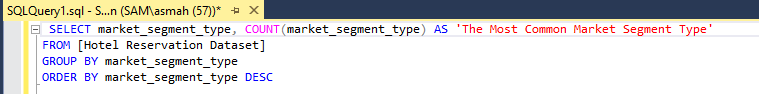 SQLQuery1.sql - S...n (SAM\asmah (57))*
SELECT market_segment_type, COUNT(market_segment_type) AS 'The Most Common Market Segment Type'
FROM [Hotel Reservation Dataset]
GROUP BY market_segment_type
ORDER BY market_segment_type DESC